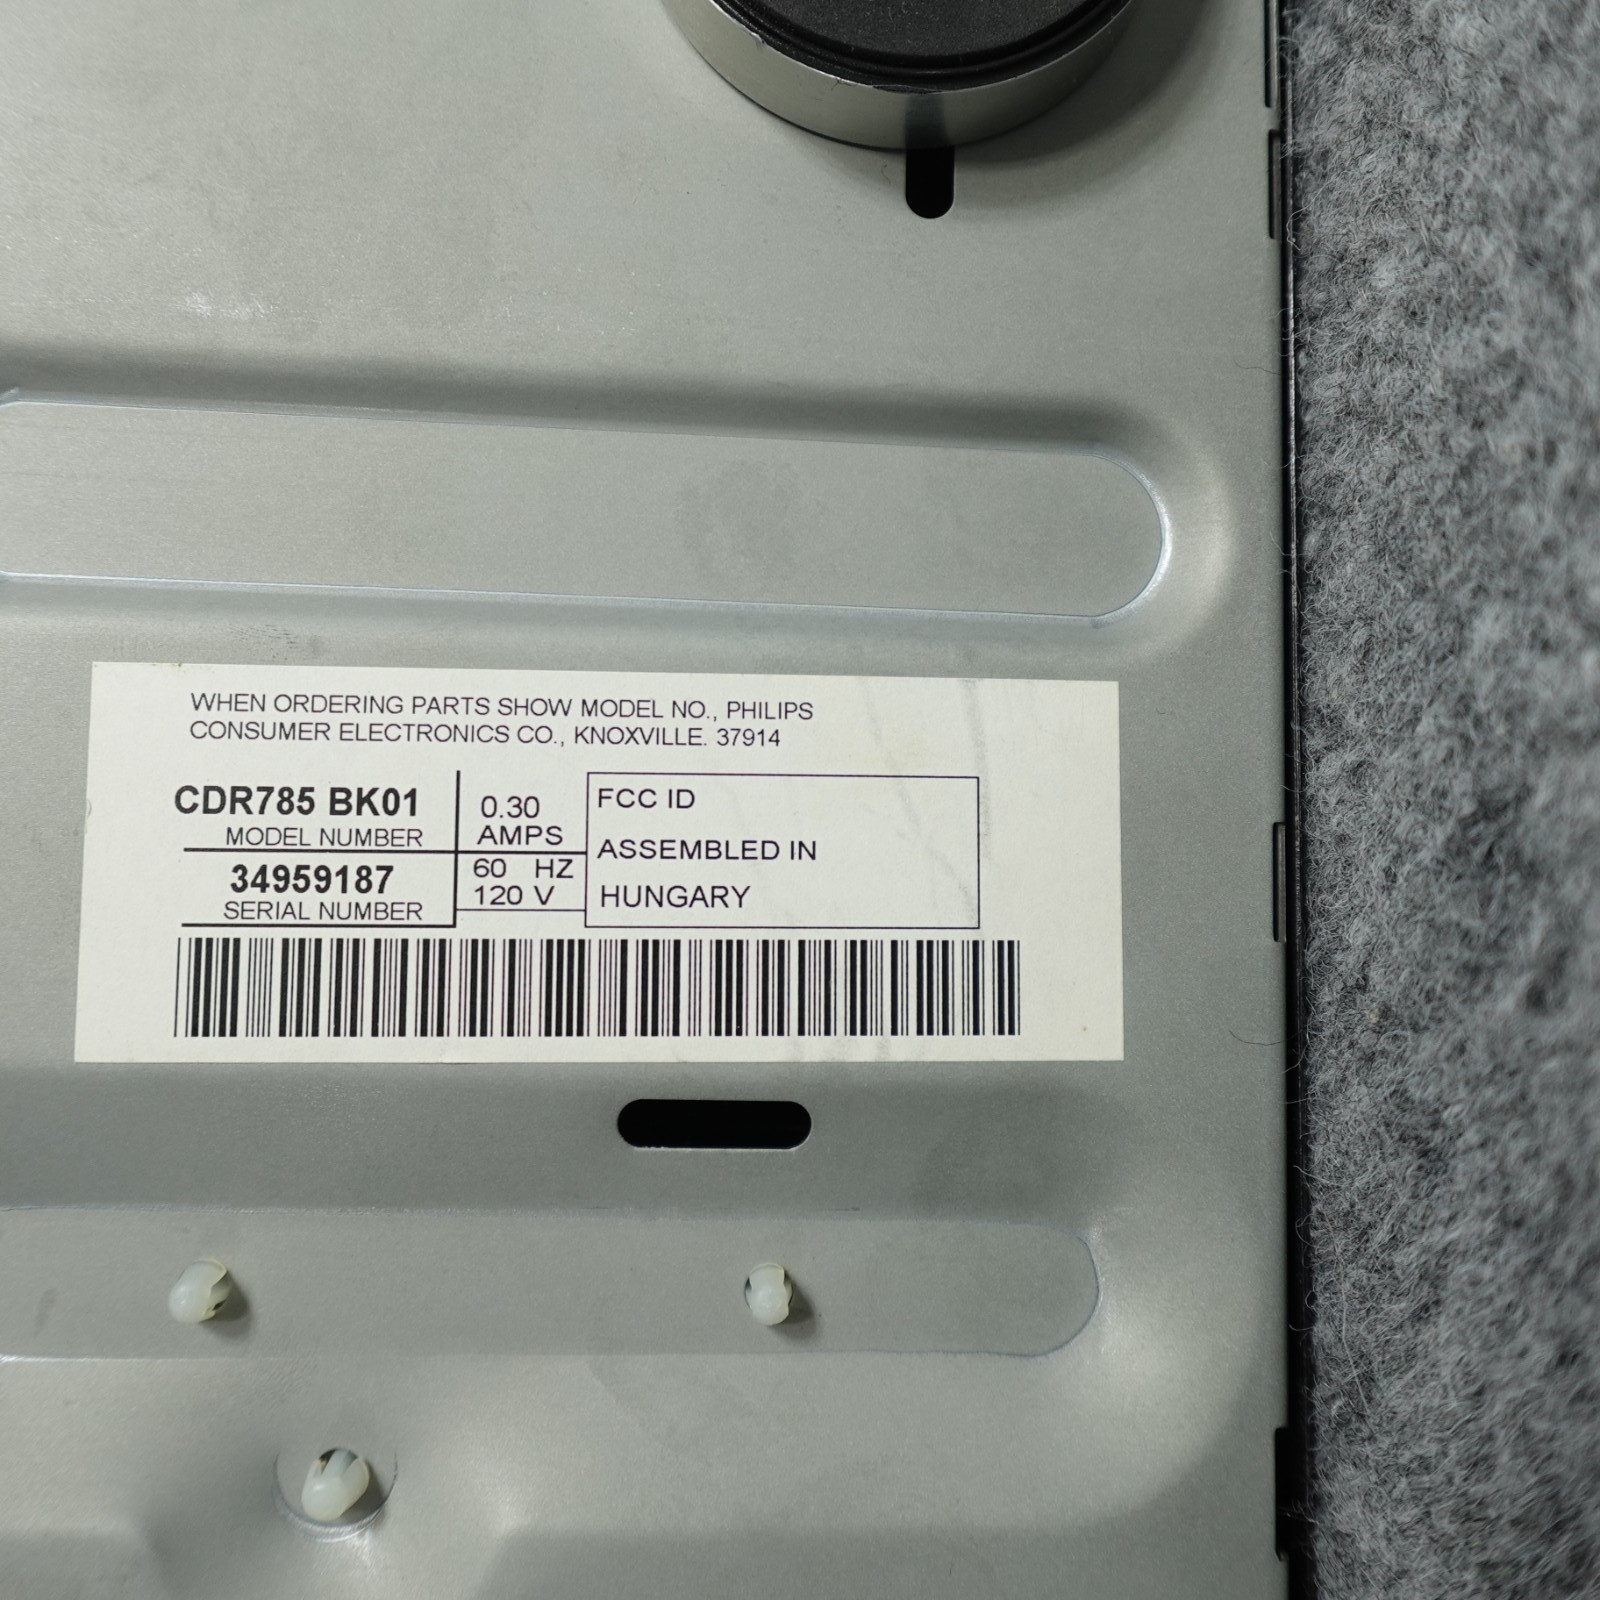 WHEN ORDERING PARTS SHOW MODEL NO., PHILIPS
CONSUMER ELECTRONICS CO., KNOXVILLE. 37914
CDR785 BK01
MODEL NUMBER
34959187
SERIAL NUMBER
0.30
AMPS
60 HZ
120 V
FCC ID
ASSEMBLED IN
HUNGARY